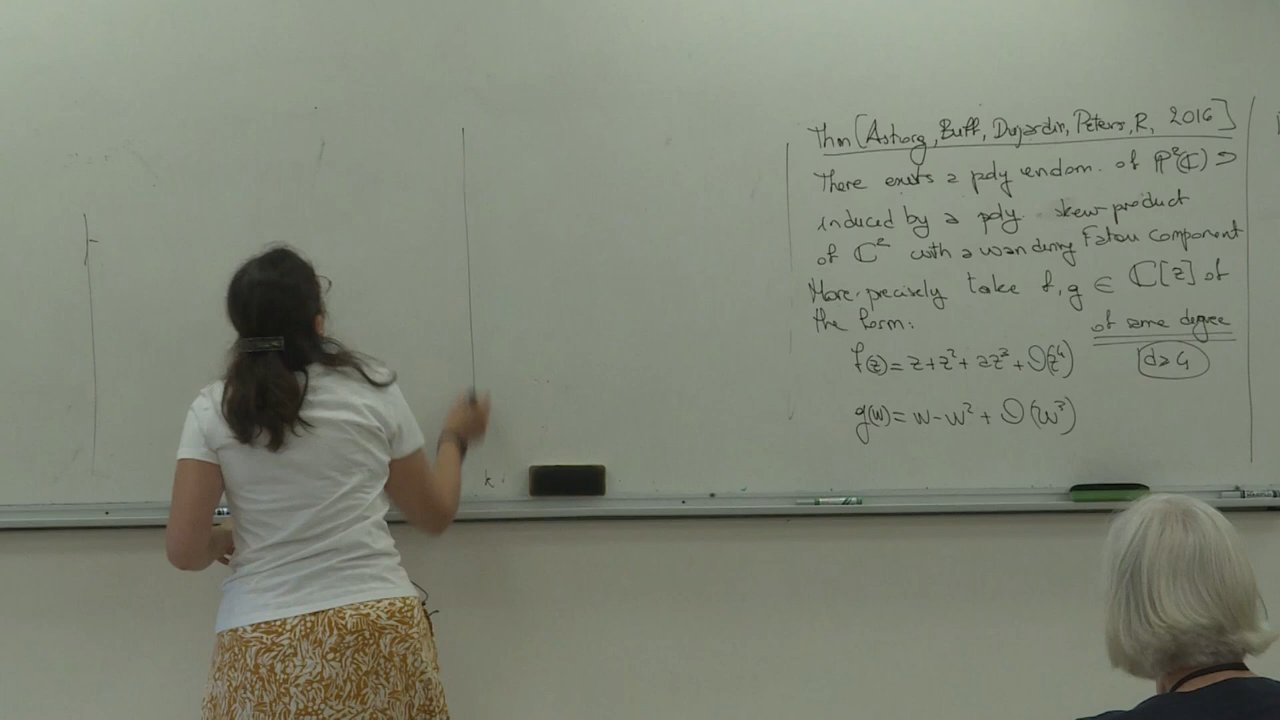 Thm [Astorg, Buff, Dujardin, Peters, R, 2016]
There exists a poly endom. of ℙ²(ℂ) ⊃
induced by a poly. skew product
of ℂ² with a wandering Fatou component
More precisely take f, g ∈ ℂ[z] of
the form: of same degree
f(z) = z + z² + az³ + O(z⁴) d ≥ 4
g(w) = w - w² + O(w³)
k